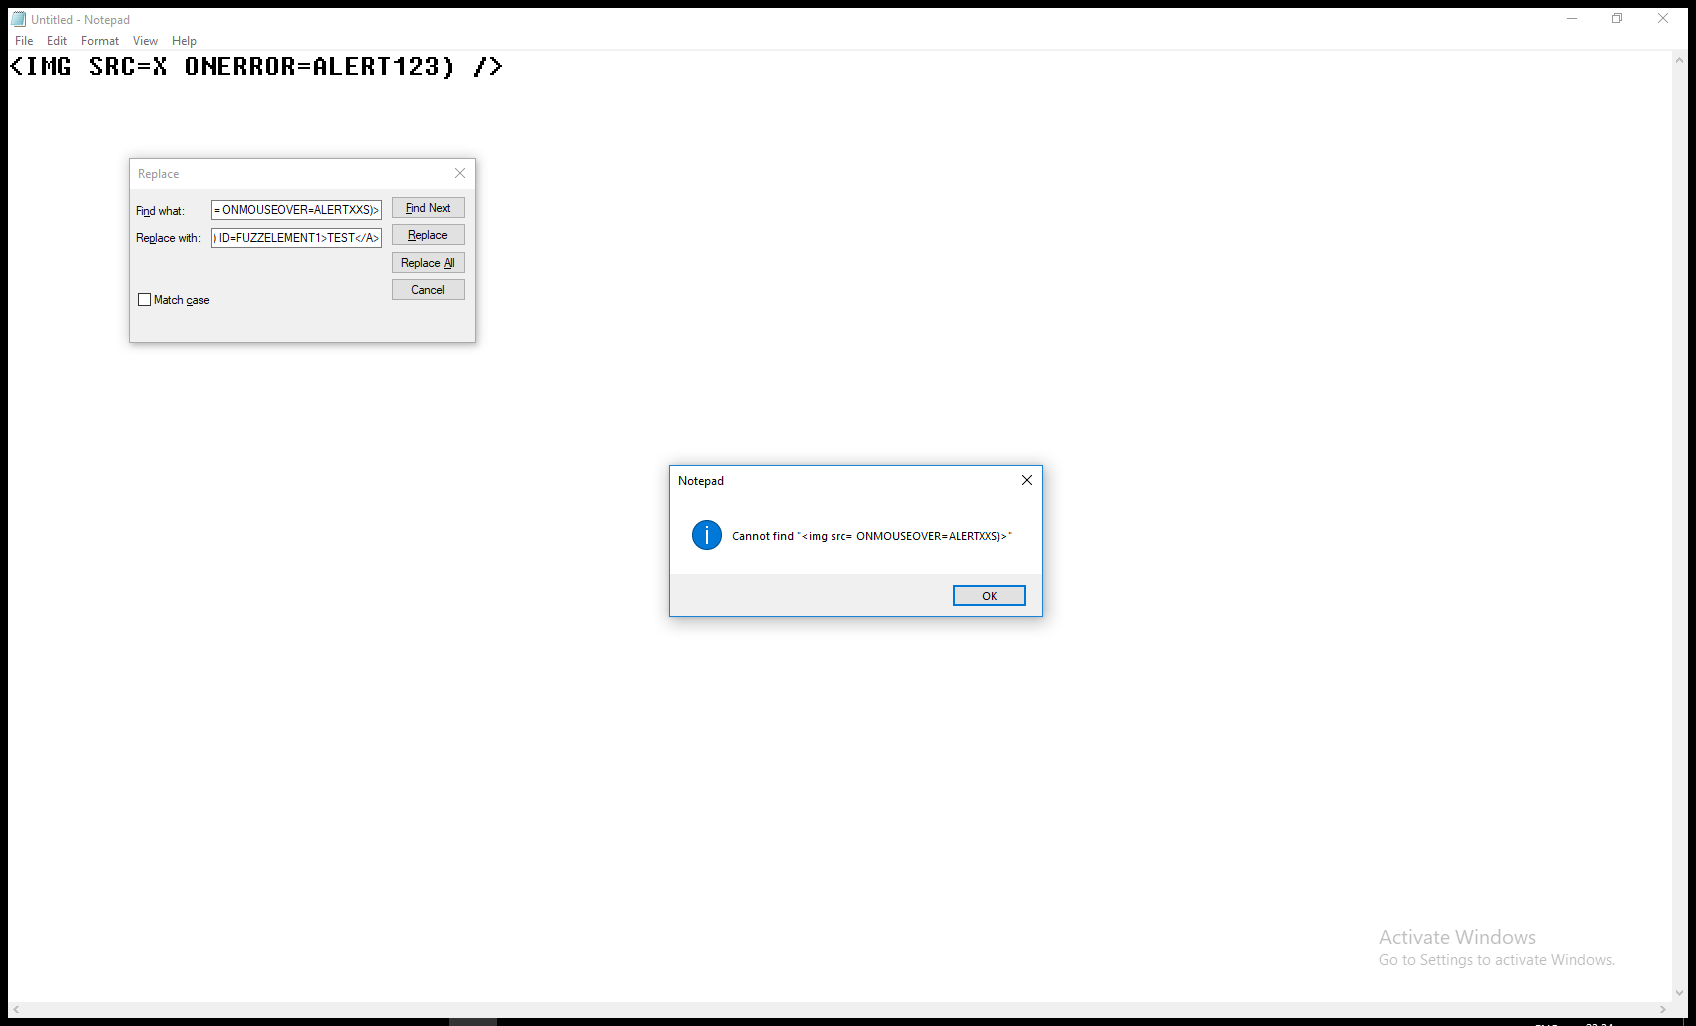 Untitled - Notepad
File Edit Format View Help
<IMG SRC=X ONERROR=ALERT123) />
Replace
Find what: = ONMOUSEOVER=ALERTXXS)> Find Next
Replace with: ) ID=FUZZELEMENT1>TEST</A> Replace
Replace All
Cancel
Match case
Notepad
Cannot find "<img src= ONMOUSEOVER=ALERTXXS)>"
OK
Activate Windows
Go to Settings to activate Windows.